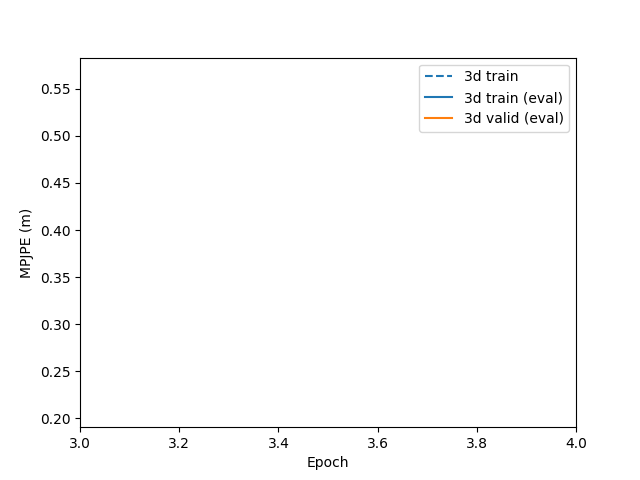 3d train
3d train (eval)
3d valid (eval)
0.55
0.50
0.45
0.40
0.35
0.30
0.25
0.20
MPJPE (m)
3.0 3.2 3.4 3.6 3.8 4.0
Epoch